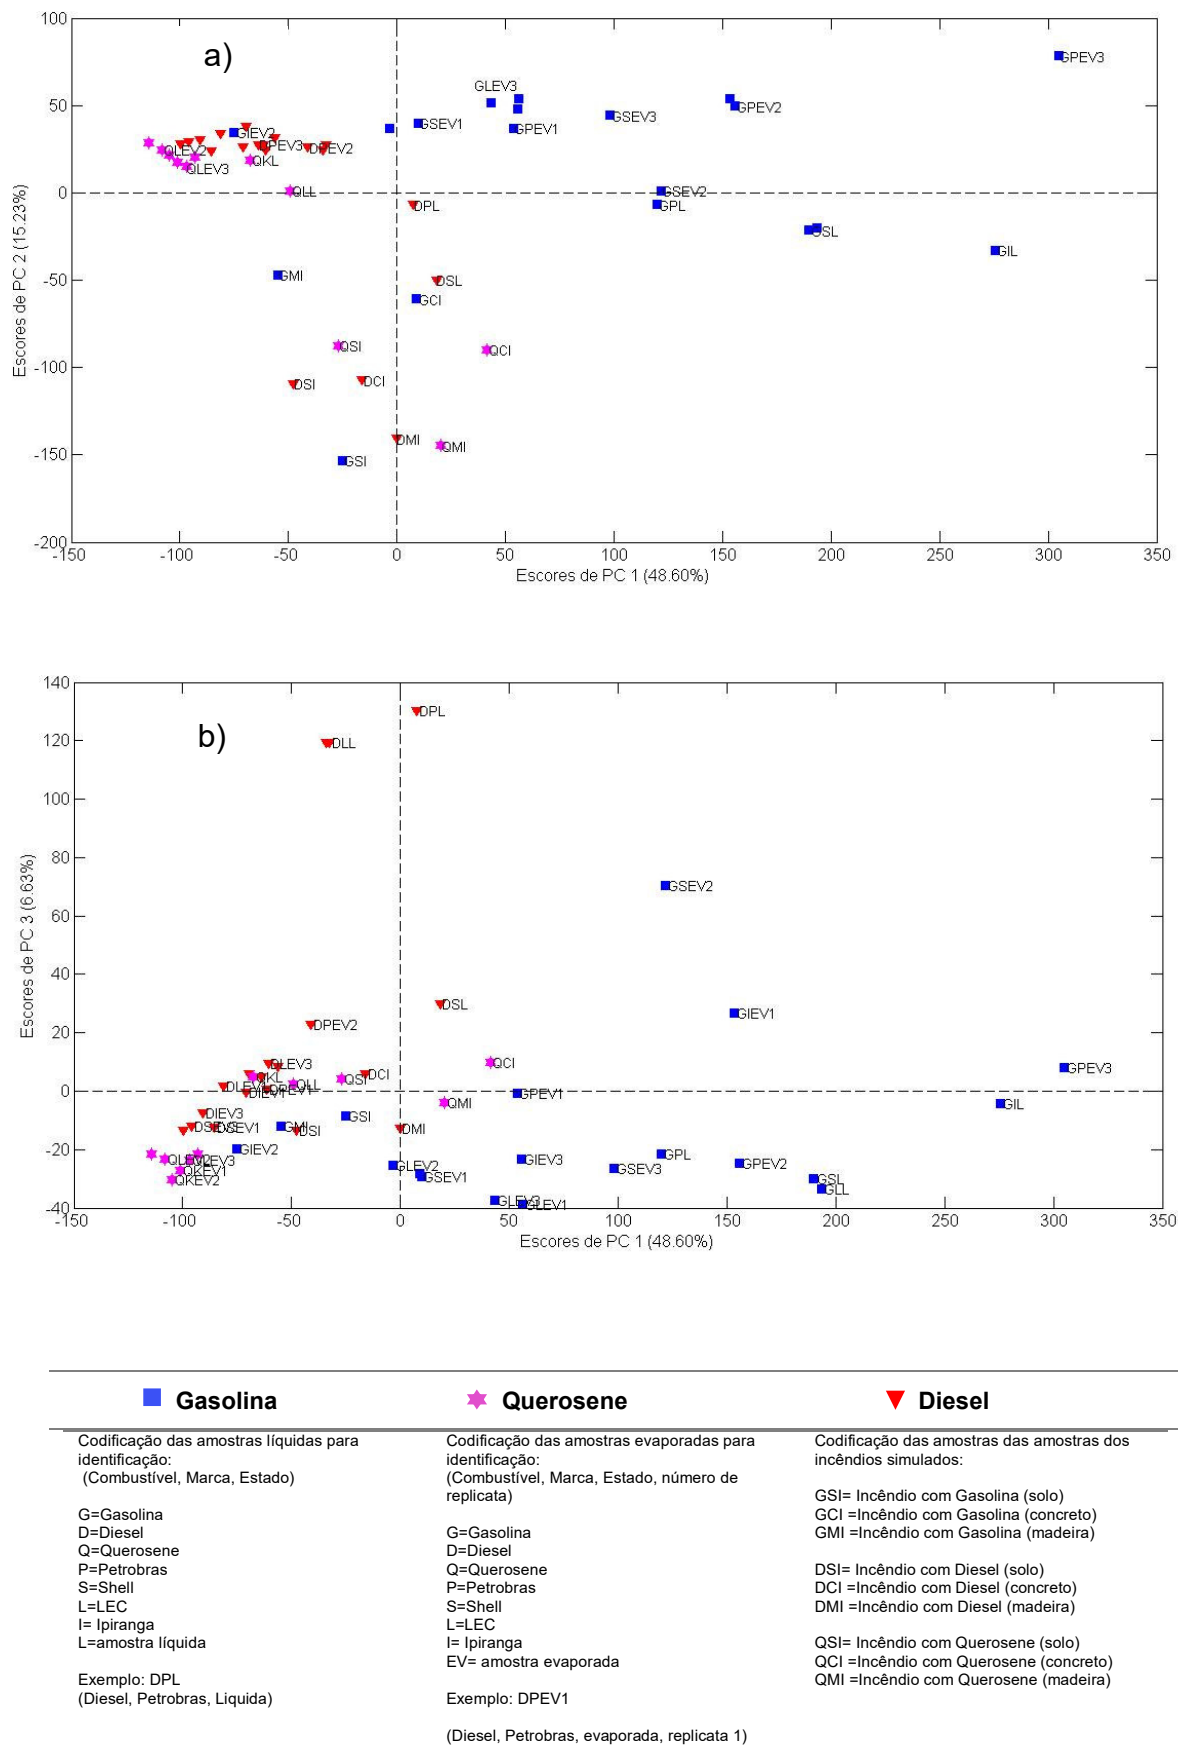 a)
100
50
0
-50
-100
-150
-200
Escores de PC 2 (15.23%)
GPEV3
GLEV3
GPEV2
GSEV3
GSEV1
GPEV1
GIEV2
DPEV3
DPEV2
QLEV2
QKL
QLEV3
QLL
GSEV2
DPL
GPL
GSL
GIL
GMI
DSL
GCI
QSI
QCI
DSI
DCI
DMI
QMI
GSI
-150
-100
-50
0
50
100
150
200
250
300
350
Escores de PC 1 (48.60%)
b)
140
120
100
80
60
40
20
0
-20
-40
Escores de PC 3 (6.63%)
DPL
DLL
GSEV2
DSL
GIEV1
DPEV2
QCI
DLEV3
GPEV3
QKL
QSI
DCI
QLL
DPEV1
DIEV1
GPEV1
QMI
GIL
DIEV3
GSI
DSEV1
GMI
DSI
DMI
GIEV2
GPL
QLEV2
QLEV3
GLEV2
GIEV3
GPEV2
QKEV1
GSEV3
QKEV2
GSEV1
GSL
GLL
GLEV3
GLEV1
-150
-100
-50
0
50
100
150
200
250
300
350
Escores de PC 1 (48.60%)
Gasolina
Querosene
Diesel
Codificação das amostras líquidas para
identificação:
(Combustível, Marca, Estado)
G=Gasolina
D=Diesel
Q=Querosene
P=Petrobras
S=Shell
L=LEC
I= Ipiranga
L=amostra líquida
Exemplo: DPL
(Diesel, Petrobras, Liquida)
Codificação das amostras evaporadas para
identificação:
(Combustível, Marca, Estado, número de
replicata)
G=Gasolina
D=Diesel
Q=Querosene
P=Petrobras
S=Shell
L=LEC
I= Ipiranga
EV= amostra evaporada
Exemplo: DPEV1
(Diesel, Petrobras, evaporada, replicata 1)
Codificação das amostras das amostras dos
incêndios simulados:
GSI= Incêndio com Gasolina (solo)
GCI =Incêndio com Gasolina (concreto)
GMI =Incêndio com Gasolina (madeira)
DSI= Incêndio com Diesel (solo)
DCI =Incêndio com Diesel (concreto)
DMI =Incêndio com Diesel (madeira)
QSI= Incêndio com Querosene (solo)
QCI =Incêndio com Querosene (concreto)
QMI =Incêndio com Querosene (madeira)